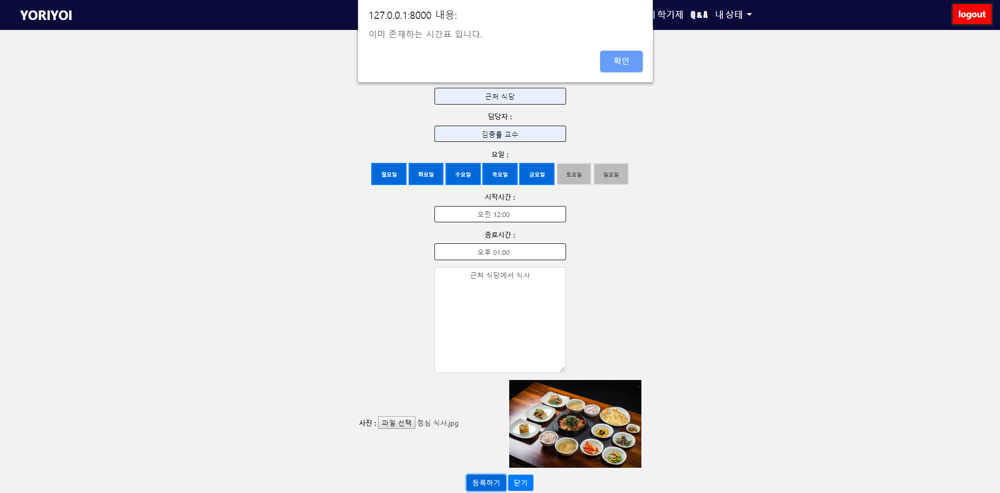 YORIYOI
학기제 Q&A 내 상태
logout
127.0.0.1:8000 내용:
이미 존재하는 시간표 입니다.
확인
근처 식당
담당자 :
김종률 교수
요일 :
월요일 화요일 수요일 목요일 금요일 토요일 일요일
시작시간 :
오전 12:00
종료시간 :
오후 01:00
근처 식당에서 식사
사진 : 파일 선택 점심 식사.jpg
등록하기 닫기